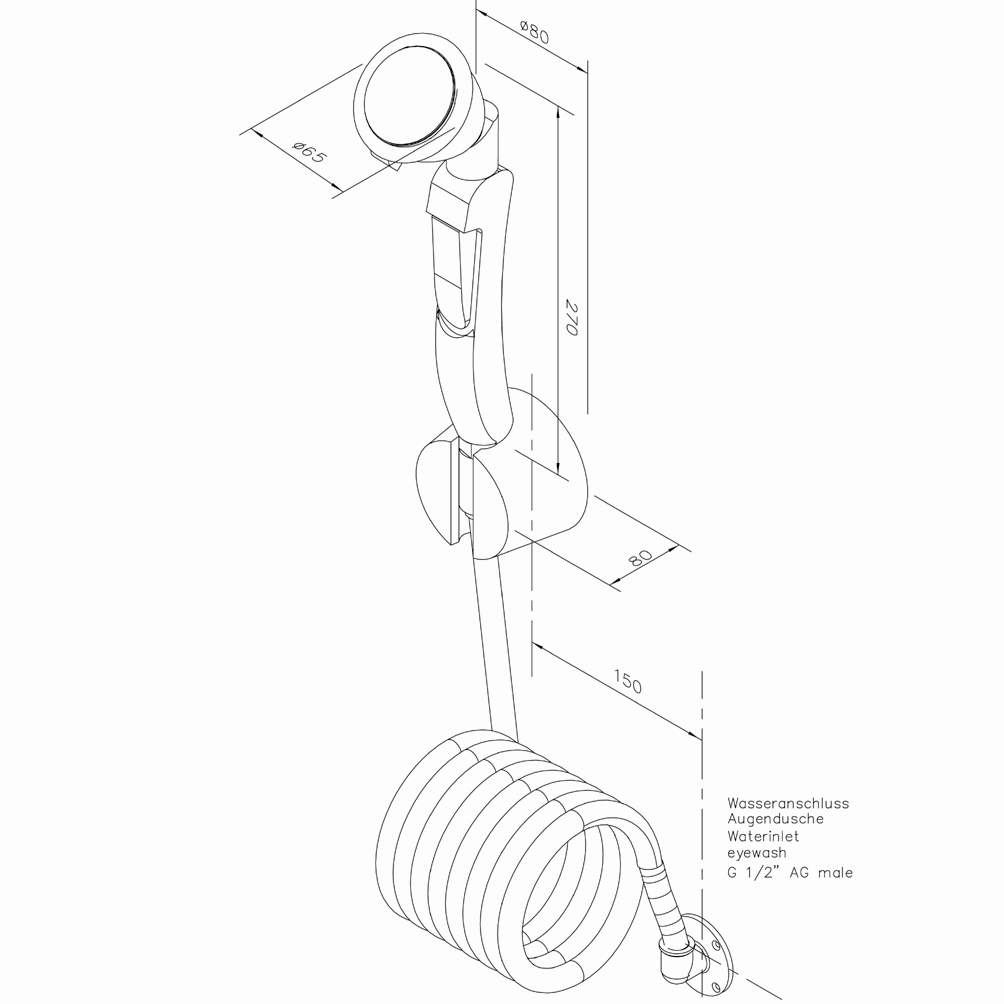 ø80
ø65
270
80
150
Wasseranschluss
Augendusche
Waterinlet
eyewash
G 1/2” AG male